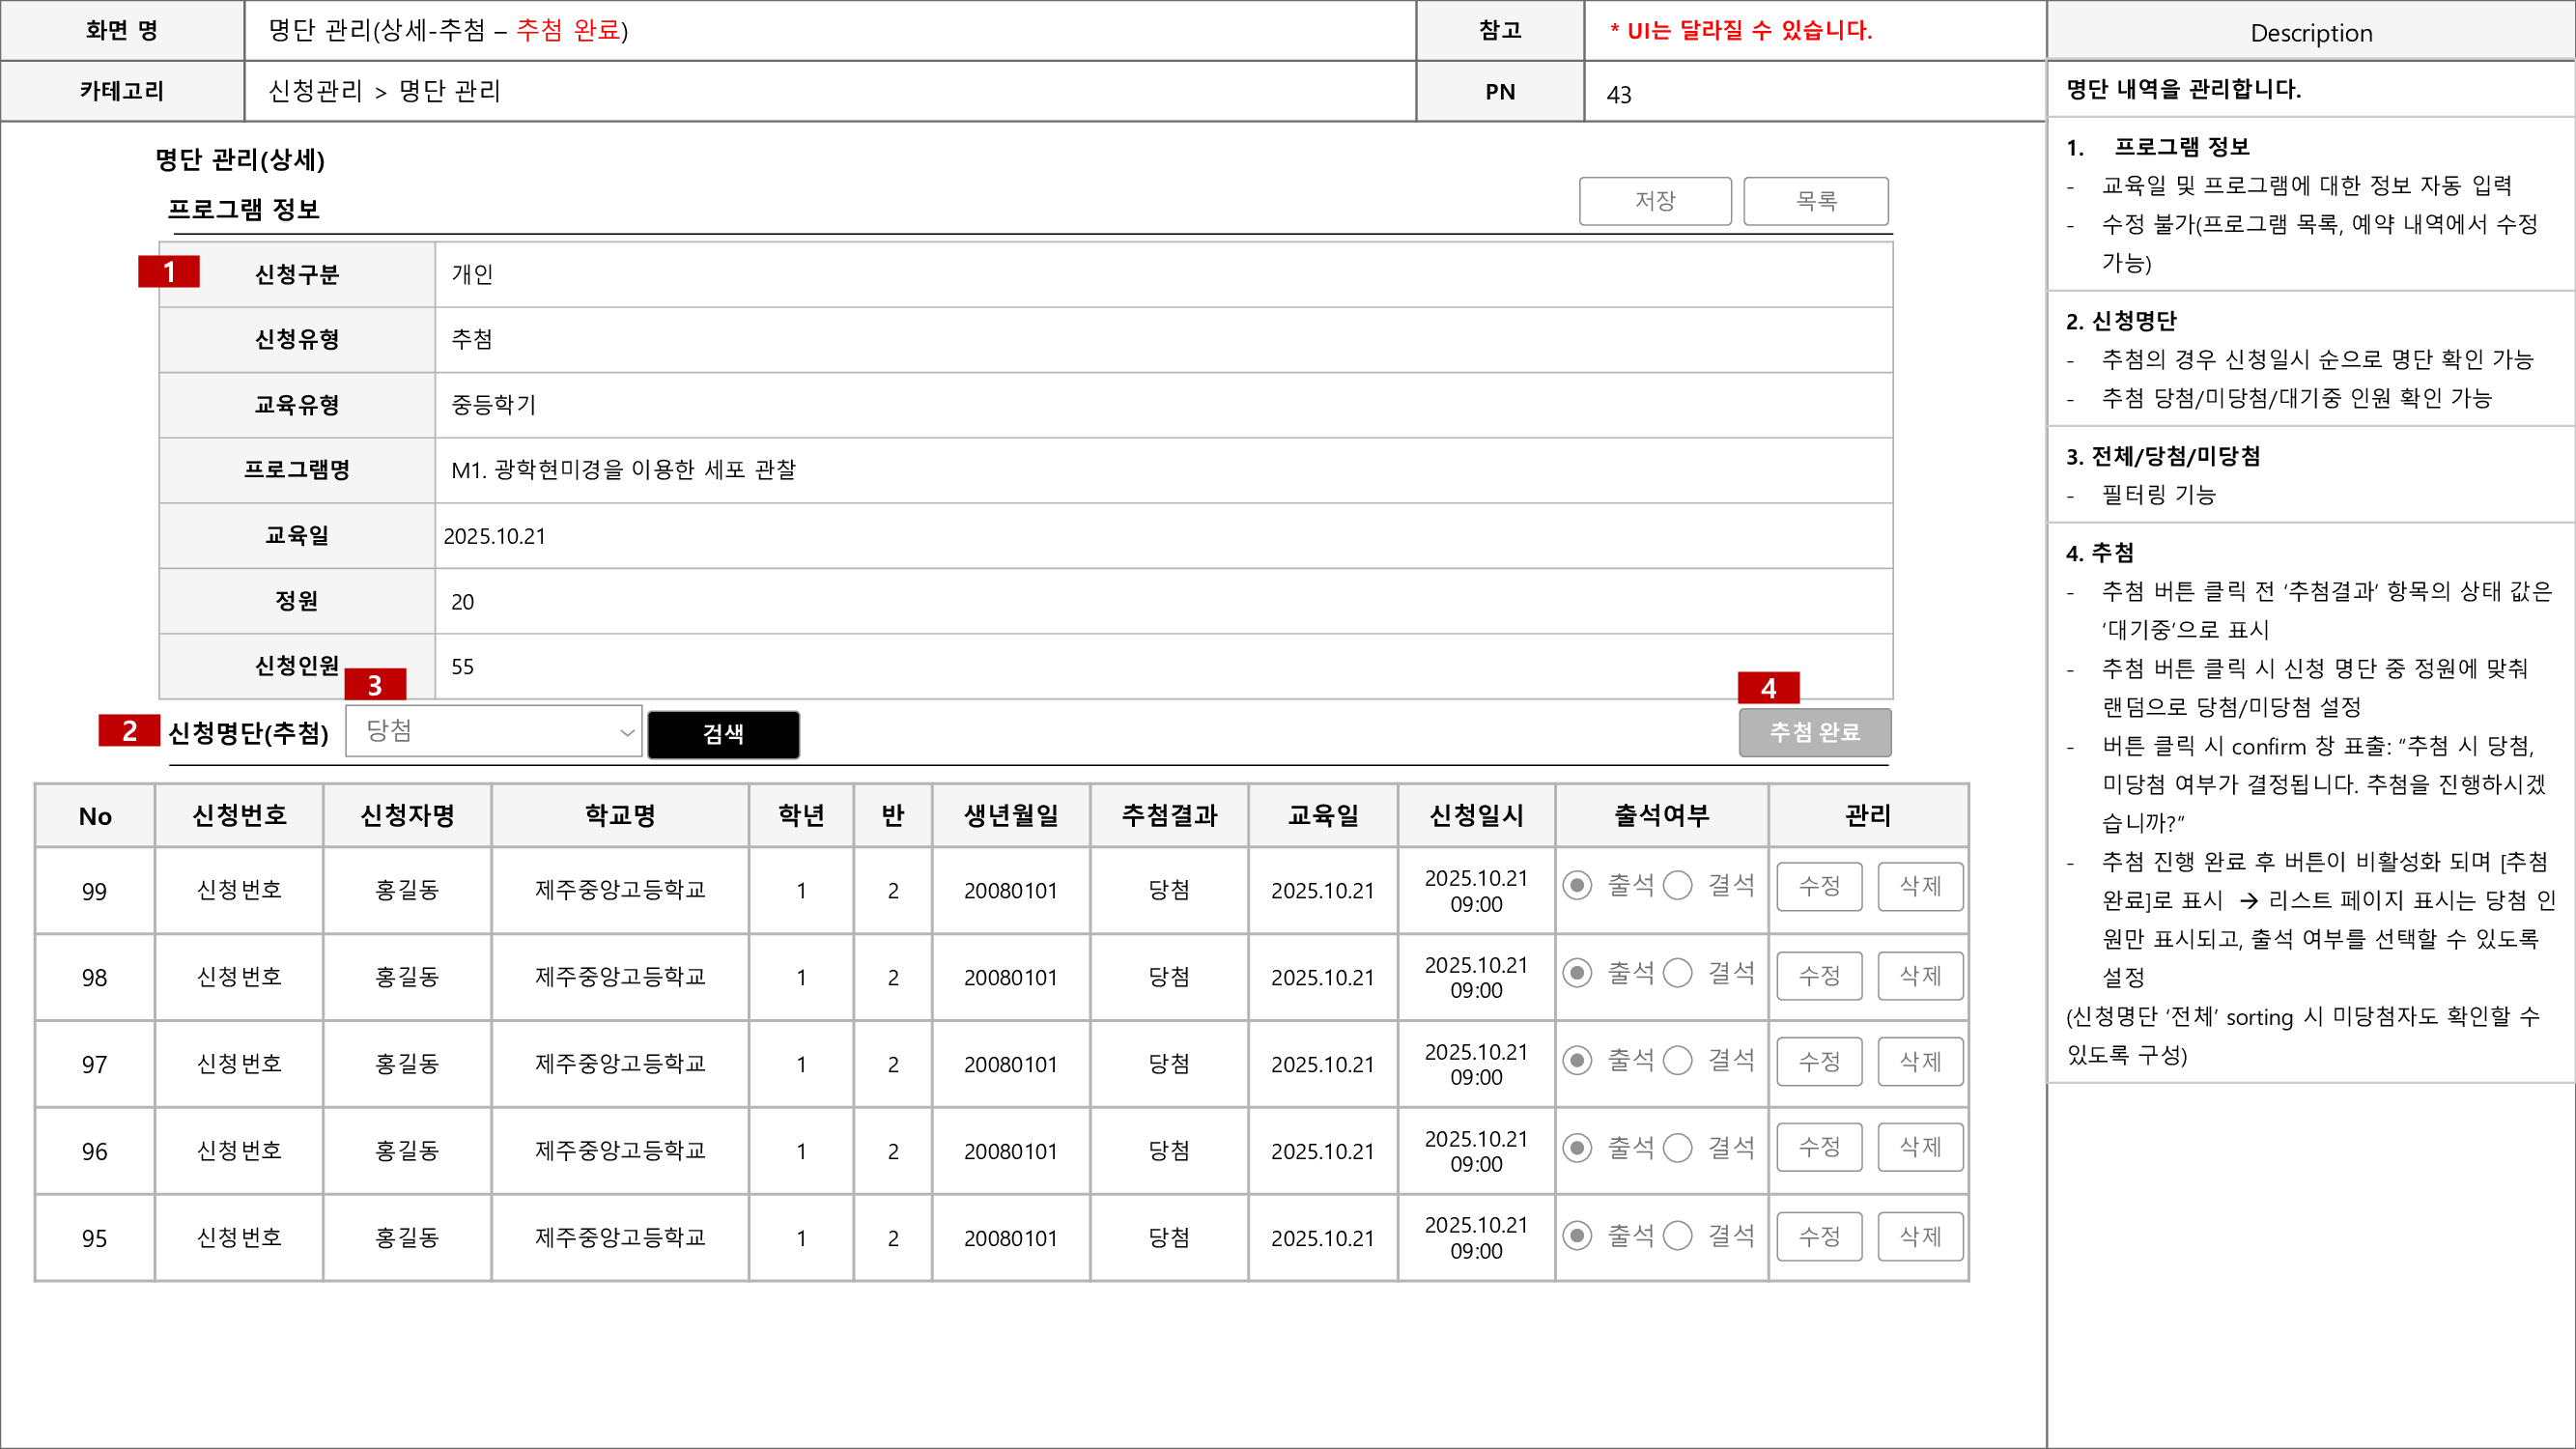 화면 명
명단 관리(상세-추첨 – 추첨 완료)
참고
* UI는 달라질 수 있습니다.
카테고리
신청관리 > 명단 관리
PN
43
명단 관리(상세)
프로그램 정보
저장
목록
1
신청구분
개인
신청유형
추첨
교육유형
중등학기
프로그램명
M1. 광학현미경을 이용한 세포 관찰
교육일
2025.10.21
정원
20
신청인원
55
3
4
2
신청명단(추첨)
당첨
검색
추첨 완료
No 신청번호 신청자명 학교명 학년 반 생년월일 추첨결과 교육일 신청일시 출석여부 관리
99 신청번호 홍길동 제주중앙고등학교 1 2 20080101 당첨 2025.10.21 2025.10.21 09:00 출석 결석 수정 삭제
98 신청번호 홍길동 제주중앙고등학교 1 2 20080101 당첨 2025.10.21 2025.10.21 09:00 출석 결석 수정 삭제
97 신청번호 홍길동 제주중앙고등학교 1 2 20080101 당첨 2025.10.21 2025.10.21 09:00 출석 결석 수정 삭제
96 신청번호 홍길동 제주중앙고등학교 1 2 20080101 당첨 2025.10.21 2025.10.21 09:00 출석 결석 수정 삭제
95 신청번호 홍길동 제주중앙고등학교 1 2 20080101 당첨 2025.10.21 2025.10.21 09:00 출석 결석 수정 삭제
Description
명단 내역을 관리합니다.
1. 프로그램 정보
- 교육일 및 프로그램에 대한 정보 자동 입력
- 수정 불가(프로그램 목록, 예약 내역에서 수정
가능)
2. 신청명단
- 추첨의 경우 신청일시 순으로 명단 확인 가능
- 추첨 당첨/미당첨/대기중 인원 확인 가능
3. 전체/당첨/미당첨
- 필터링 기능
4. 추첨
- 추첨 버튼 클릭 전 ‘추첨결과’ 항목의 상태 값은
‘대기중’으로 표시
- 추첨 버튼 클릭 시 신청 명단 중 정원에 맞춰
랜덤으로 당첨/미당첨 설정
- 버튼 클릭 시 confirm 창 표출: “추첨 시 당첨,
미당첨 여부가 결정됩니다. 추첨을 진행하시겠
습니까?”
- 추첨 진행 완료 후 버튼이 비활성화 되며 [추첨
완료]로 표시 → 리스트 페이지 표시는 당첨 인
원만 표시되고, 출석 여부를 선택할 수 있도록
설정
(신청명단 ‘전체’ sorting 시 미당첨자도 확인할 수
있도록 구성)